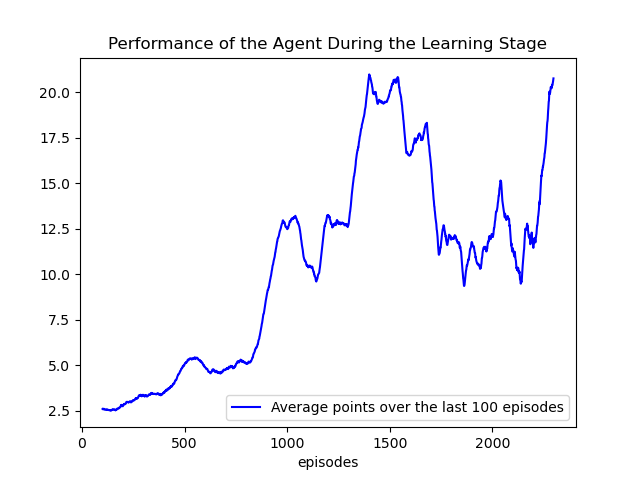 Performance of the Agent During the Learning Stage
20.0
17.5
15.0
12.5
10.0
7.5
5.0
2.5
Average points over the last 100 episodes
0 500 1000 1500 2000
episodes